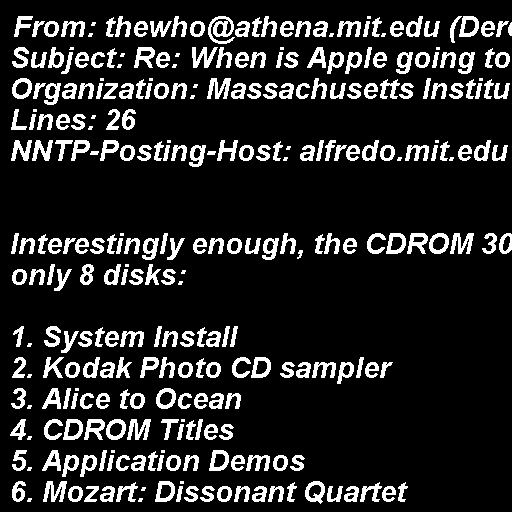 From: thewho@athena.mit.edu (Dere
Subject: Re: When is Apple going to
Organization: Massachusetts Institu
Lines: 26
NNTP-Posting-Host: alfredo.mit.edu
Interestingly enough, the CDROM 30
only 8 disks:
1. System Install
2. Kodak Photo CD sampler
3. Alice to Ocean
4. CDROM Titles
5. Application Demos
6. Mozart: Dissonant Quartet